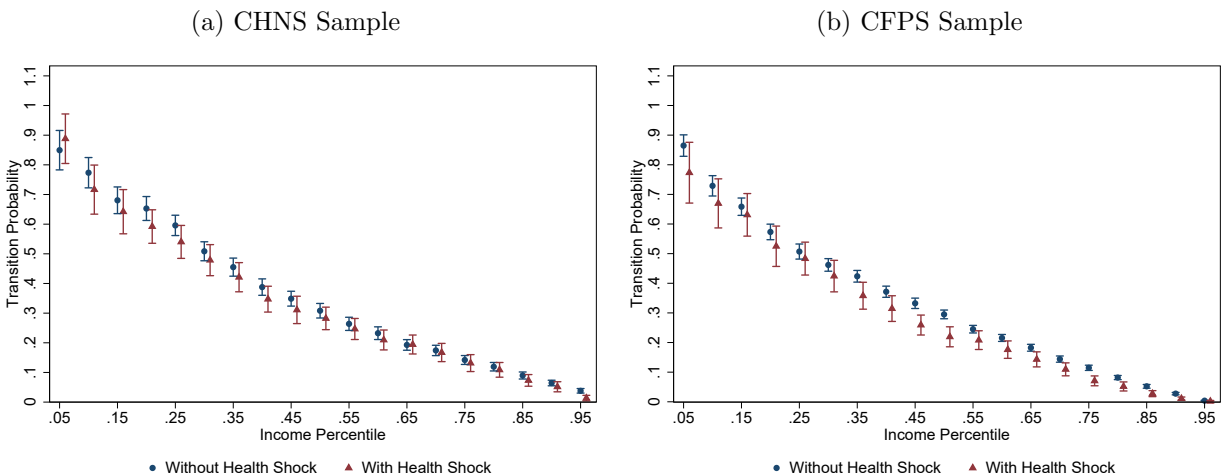 (a) CHNS Sample
Transition Probability
0 .1 .2 .3 .4 .5 .6 .7 .8 .9 1 1.1
.05 .15 .25 .35 .45 .55 .65 .75 .85 .95
Income Percentile
Without Health Shock With Health Shock
(b) CFPS Sample
Transition Probability
0 .1 .2 .3 .4 .5 .6 .7 .8 .9 1 1.1
.05 .15 .25 .35 .45 .55 .65 .75 .85 .95
Income Percentile
Without Health Shock With Health Shock